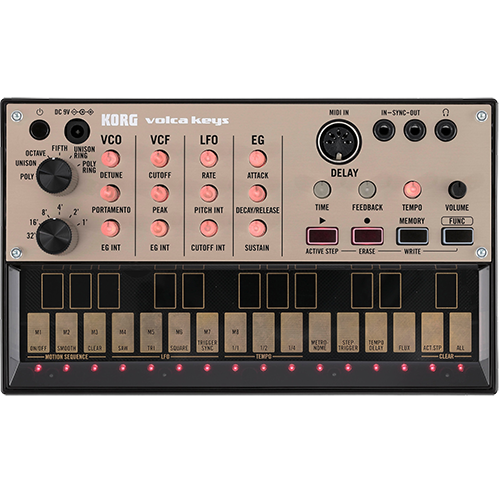 DC 9V
KORG volca keys
MIDI IN
IN-SYNC-OUT
FIFTH
OCTAVE
UNISON RING
UNISON
POLY RING
POLY
VCO
VCF
LFO
EG
DETUNE
CUTOFF
RATE
ATTACK
PORTAMENTO
PEAK
PITCH INT
DECAY/RELEASE
EG INT
EG INT
CUTOFF INT
SUSTAIN
DELAY
TIME
FEEDBACK
TEMPO
VOLUME
MEMORY
FUNC
ACTIVE STEP
ERASE
WRITE
8'
4'
2'
16'
1'
32'
M1
M2
M3
M4
M5
M6
M7
M8
ON/OFF
SMOOTH
CLEAR
SAW
TRI
SQUARE
TRIGGER SYNC
1/1
1/2
1/4
METRO-NOME
STEP TRIGGER
TEMPO DELAY
FLUX
ACT.STP
ALL
MOTION SEQUENCE
LFO
TEMPO
CLEAR